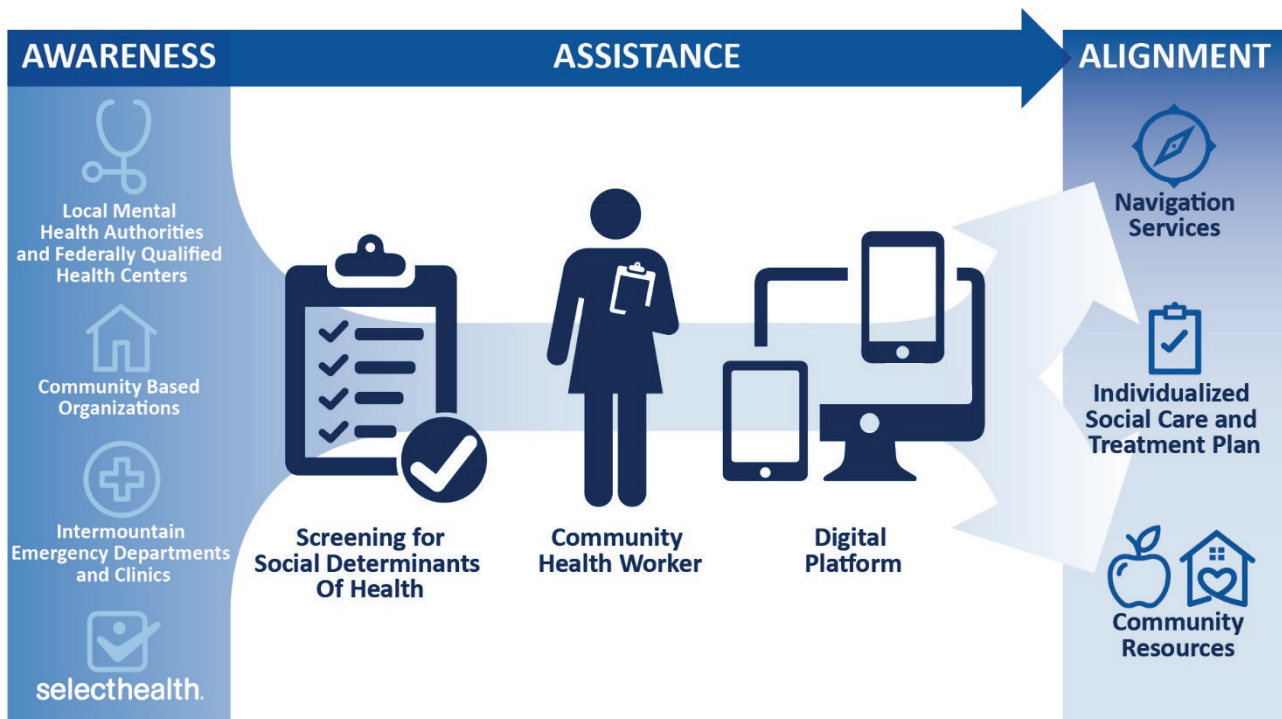 AWARENESS
ASSISTANCE
ALIGNMENT
Local Mental
Health Authorities
and Federally Qualified
Health Centers
Community Based
Organizations
Intermountain
Emergency Departments
and Clinics
selecthealth.
Screening for
Social Determinants
Of Health
Community
Health Worker
Digital
Platform
Navigation
Services
Individualized
Social Care and
Treatment Plan
Community
Resources